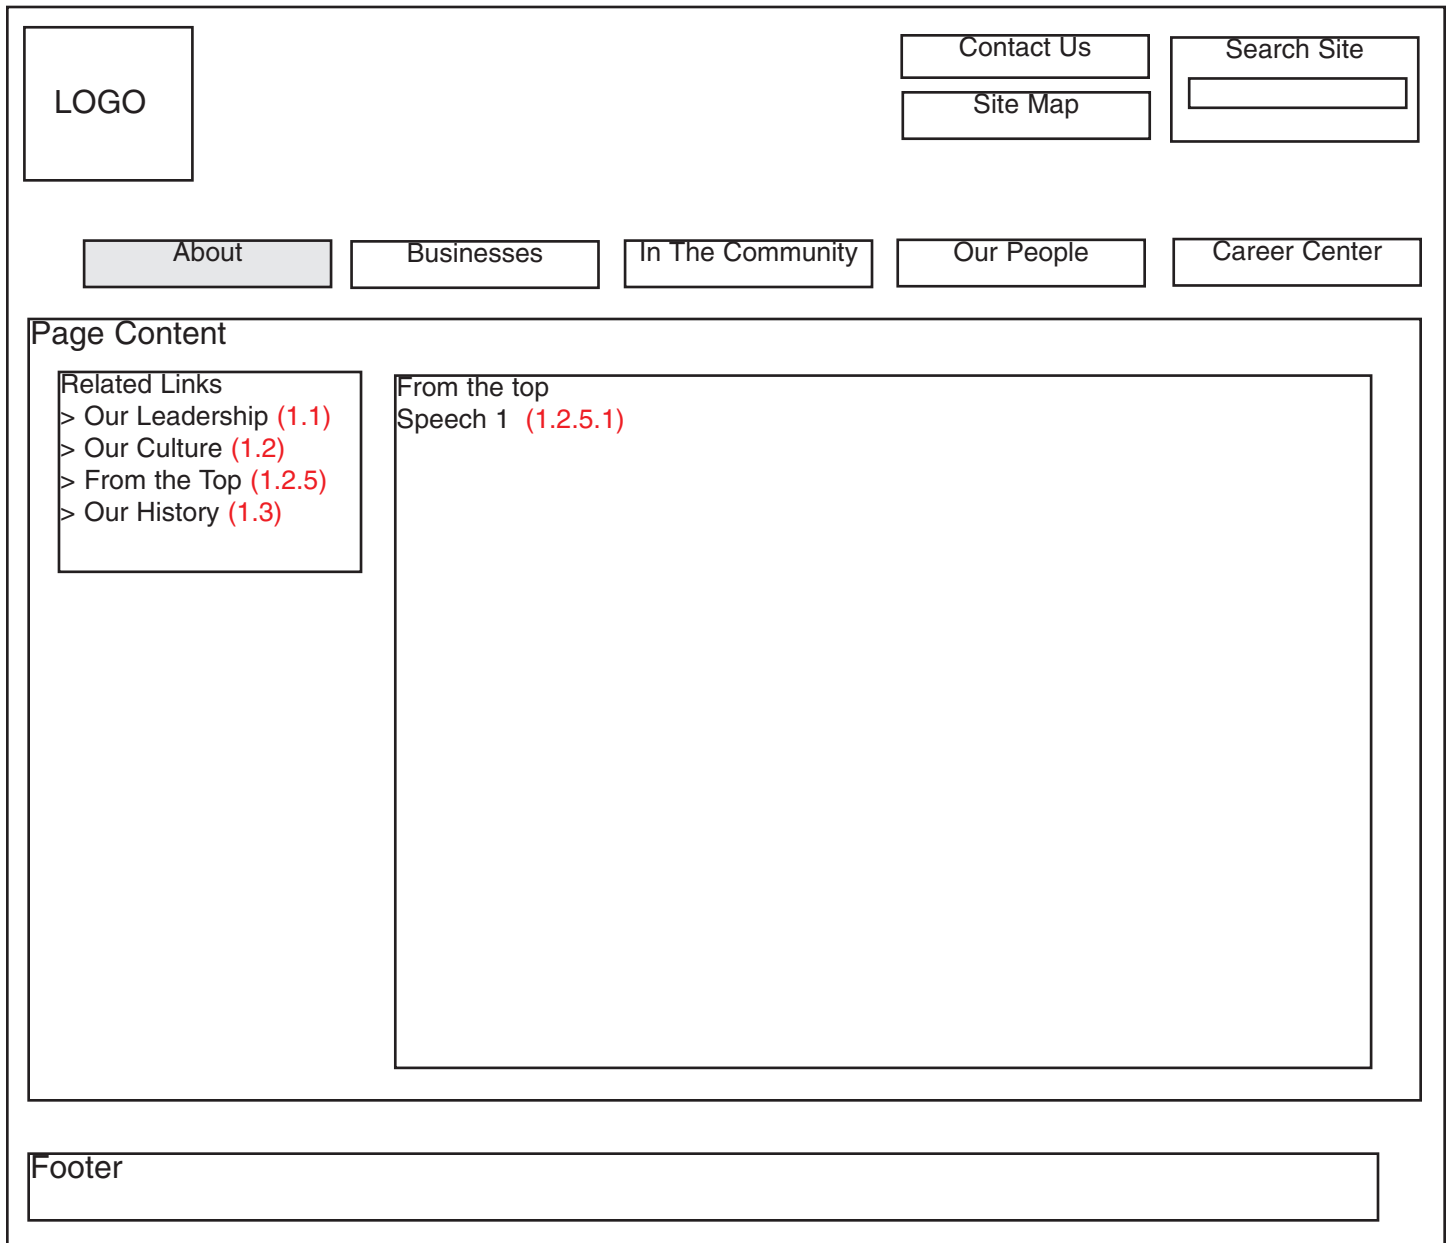 LOGO
Contact Us
Site Map
Search Site
About
Businesses
In The Community
Our People
Career Center
Page Content
Related Links
> Our Leadership (1.1)
> Our Culture (1.2)
> From the Top (1.2.5)
> Our History (1.3)
From the top
Speech 1 (1.2.5.1)
Footer